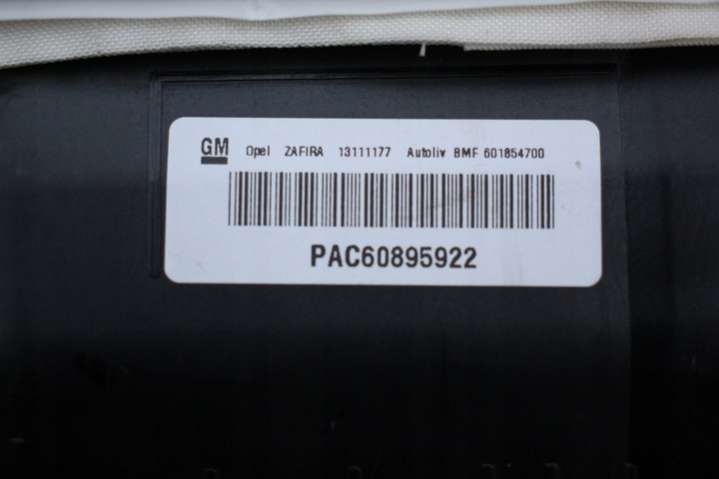 GM Opel ZAFIRA 13111177 Autoliv BMF 601854700
PAC60895922